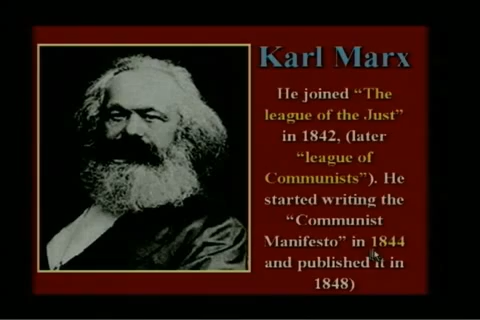 Karl Marx
He joined “The
league of the Just”
in 1842, (later
“league of
Communists”). He
started writing the
“Communist
Manifesto” in 1844
and published it in
1848)